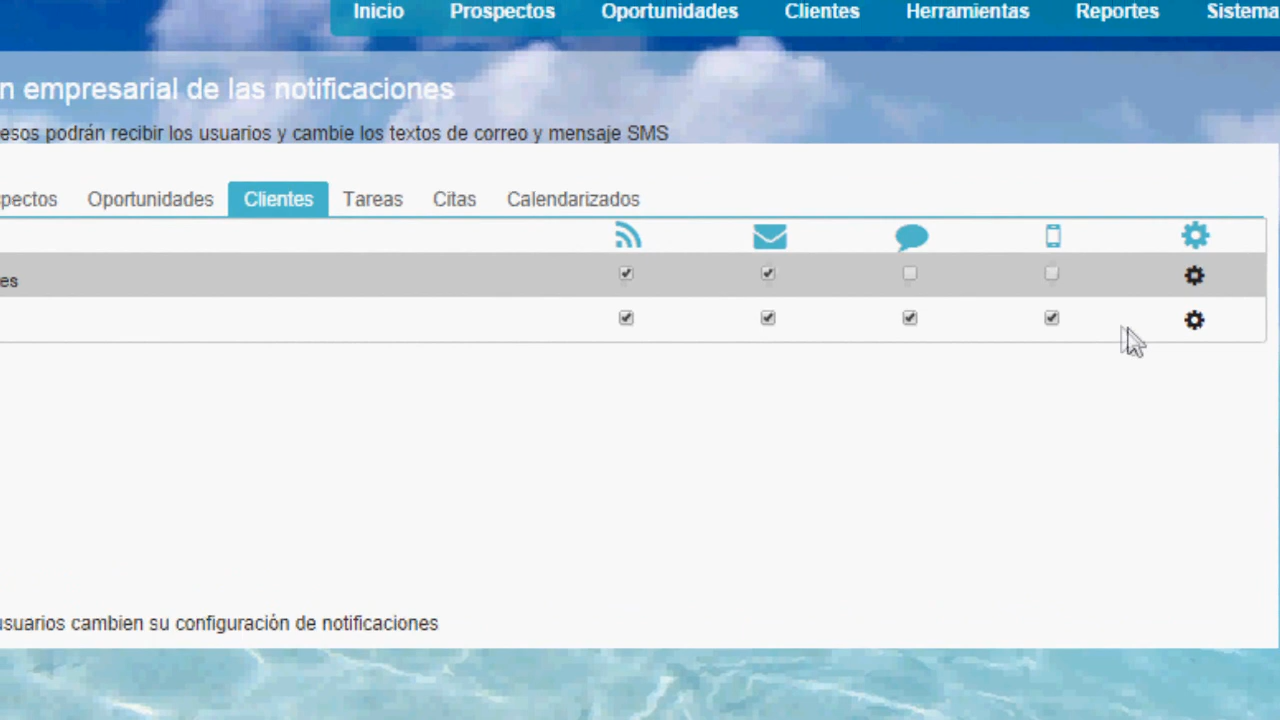 Inicio Prospectos Oportunidades Clientes Herramientas Reportes Sistema
n empresarial de las notificaciones
esos podrán recibir los usuarios y cambie los textos de correo y mensaje SMS
pectos Oportunidades Clientes Tareas Citas Calendarizados
es
usuarios cambien su configuración de notificaciones